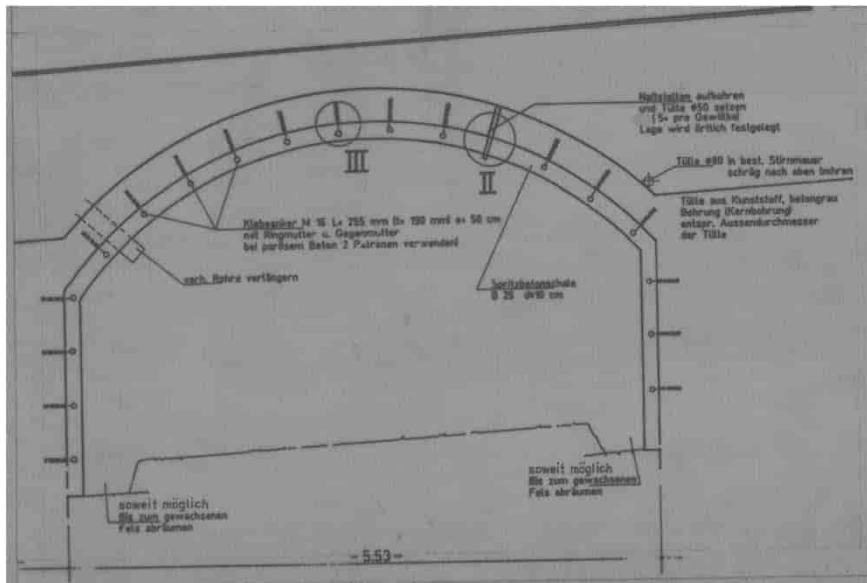 Naßstellen aufbohren
und Tülle ø50 setzen
( 5x pro Gewölbe)
Lage wird örtlich festgelegt
III
II
Tülle ø80 in best. Stirnmauer
schräg nach oben bohren
Tülle aus Kunststoff, betongrau
Bohrung (Kernbohrung)
entspr. Aussendurchmesser
der Tülle
Klebeanker M 16 L= 255 mm (t= 190 mm) a= 50 cm
mit Ringmutter u. Gegenmutter
bei porösem Beton 2 Patronen verwenden)
vorh. Rohre verlängern
Spritzbetonschale
B 25 d=10 cm
soweit möglich
Bis zum gewachsenen
Fels abräumen
soweit möglich
Bis zum gewachsenen
Fels abräumen
- 5.53 -